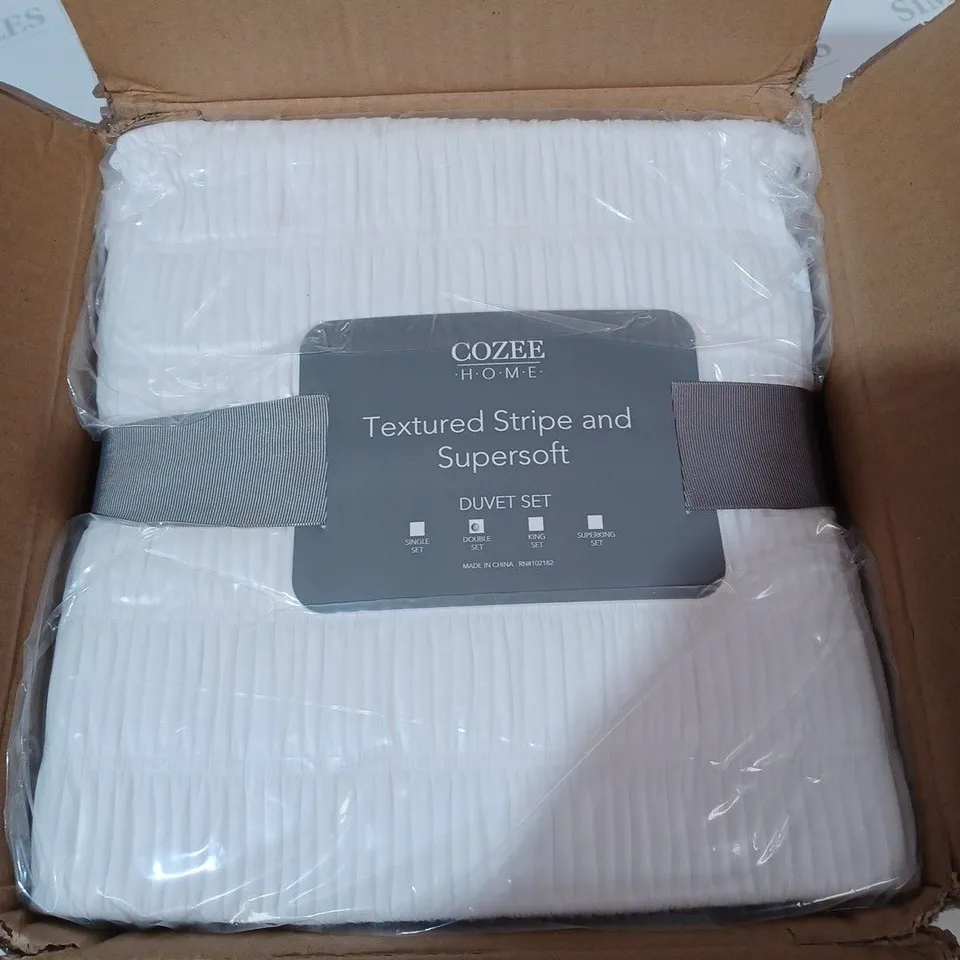 COZEE
·H·O·M·E·
Textured Stripe and
Supersoft
DUVET SET
SINGLE SET
DOUBLE SET
KING SET
SUPERKING SET
MADE IN CHINA RN#102182